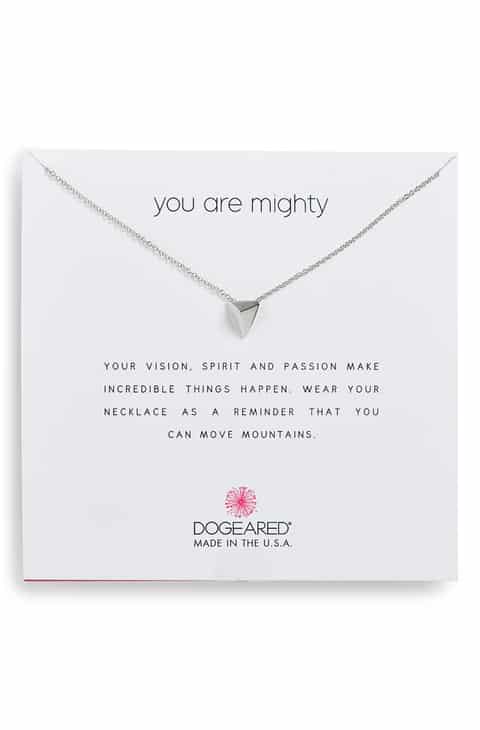 you are mighty
YOUR VISION, SPIRIT AND PASSION MAKE
INCREDIBLE THINGS HAPPEN. WEAR YOUR
NECKLACE AS A REMINDER THAT YOU
CAN MOVE MOUNTAINS.
DOGEARED®
MADE IN THE U.S.A.